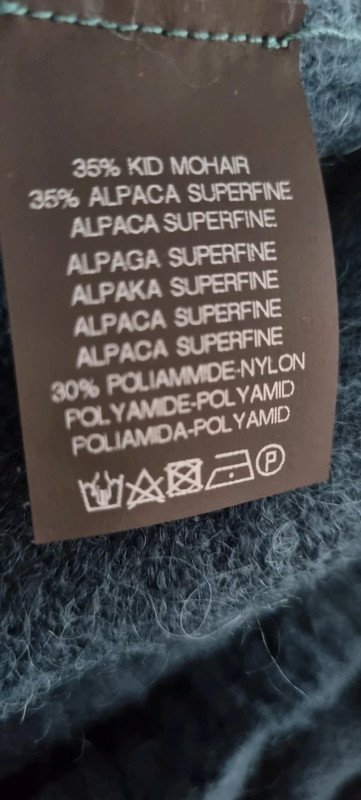 35% KID MOHAIR
35% ALPACA SUPERFINE
ALPACA SUPERFINE
ALPAGA SUPERFINE
ALPAKA SUPERFINE
ALPACA SUPERFINE
ALPACA SUPERFINE
30% POLIAMMIDE-NYLON
POLYAMIDE-POLYAMID
POLIAMIDA-POLYAMID
P